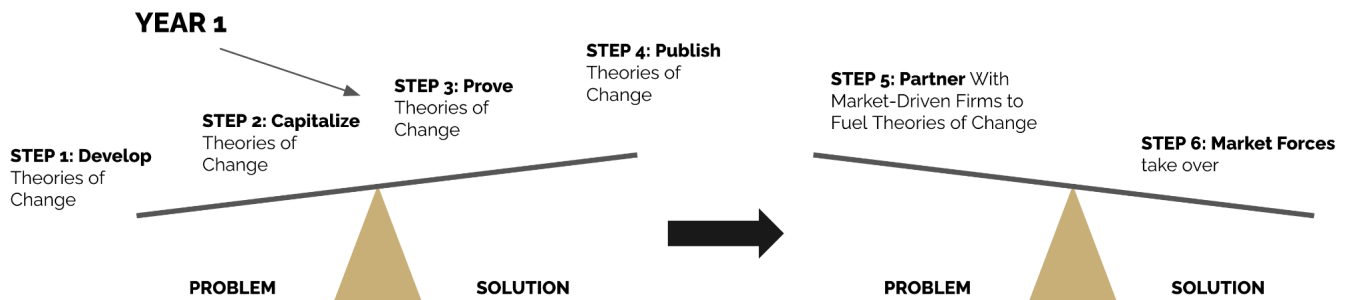 YEAR 1
STEP 1: Develop
Theories of
Change
STEP 2: Capitalize
Theories of
Change
STEP 3: Prove
Theories of
Change
STEP 4: Publish
Theories of
Change
PROBLEM
SOLUTION
STEP 5: Partner With
Market-Driven Firms to
Fuel Theories of Change
STEP 6: Market Forces
take over
PROBLEM
SOLUTION